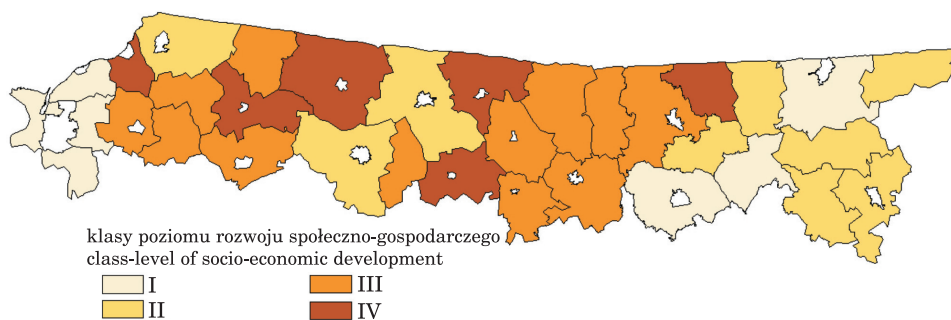 klasy poziomu rozwoju społeczno-gospodarczego
class-level of socio-economic development
I III
II IV